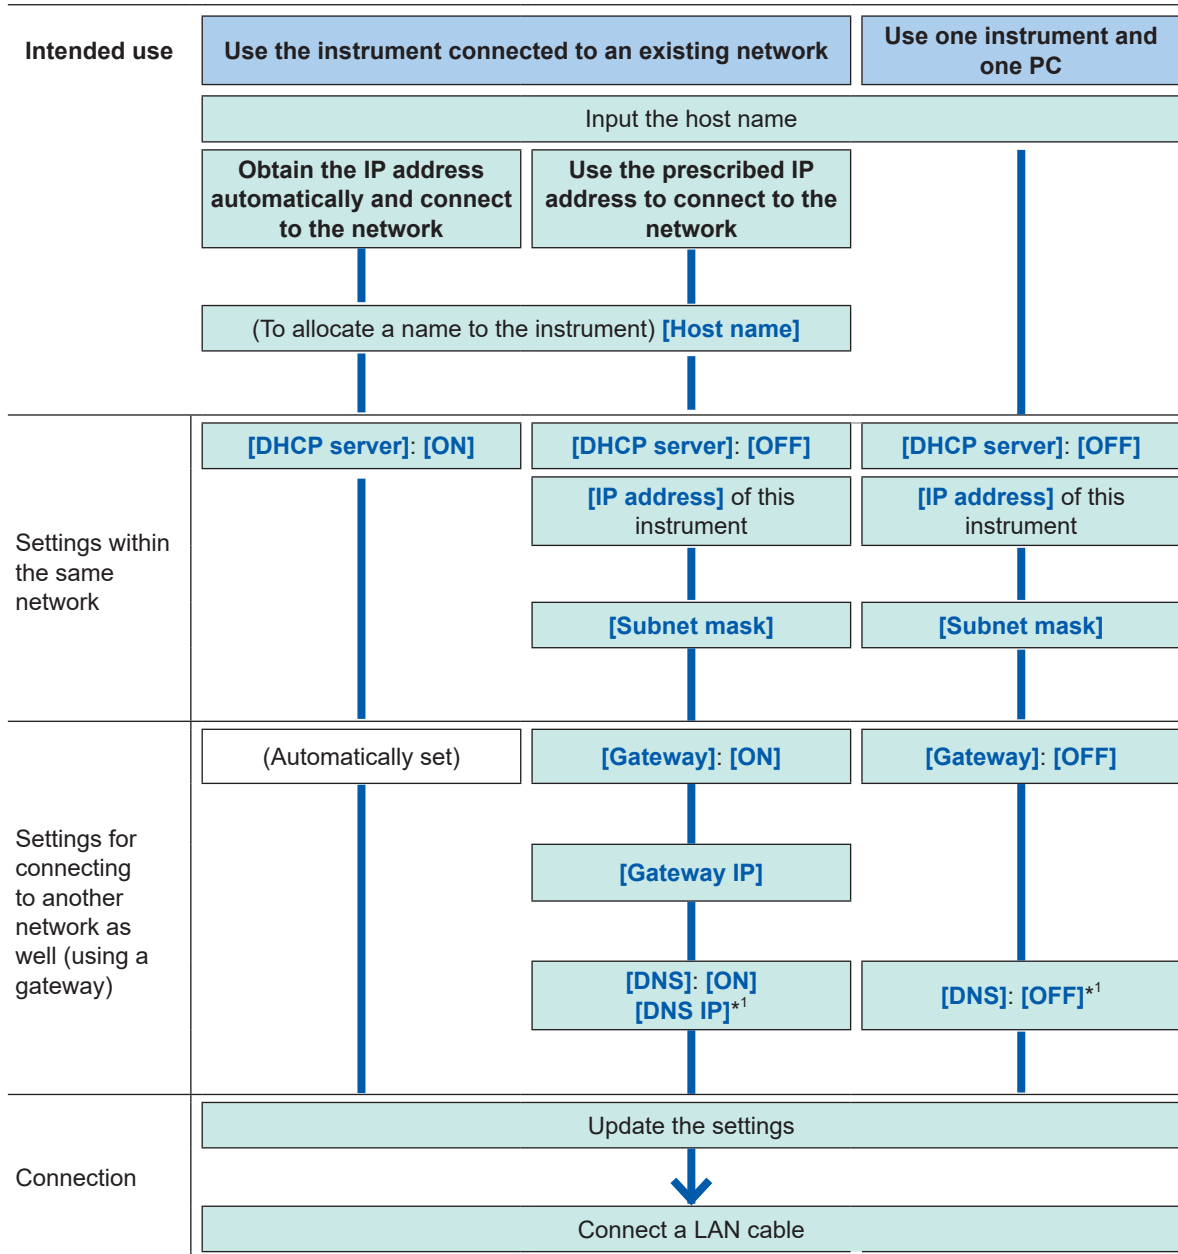 Intended use
Use the instrument connected to an existing network
Use one instrument and
one PC
Input the host name
Obtain the IP address
automatically and connect
to the network
Use the prescribed IP
address to connect to the
network
(To allocate a name to the instrument) [Host name]
Settings within
the same
network
[DHCP server]: [ON]
[DHCP server]: [OFF]
[DHCP server]: [OFF]
[IP address] of this
instrument
[IP address] of this
instrument
[Subnet mask]
[Subnet mask]
Settings for
connecting
to another
network as
well (using a
gateway)
(Automatically set)
[Gateway]: [ON]
[Gateway]: [OFF]
[Gateway IP]
[DNS]: [ON]
[DNS IP]*1
[DNS]: [OFF]*1
Connection
Update the settings
Connect a LAN cable